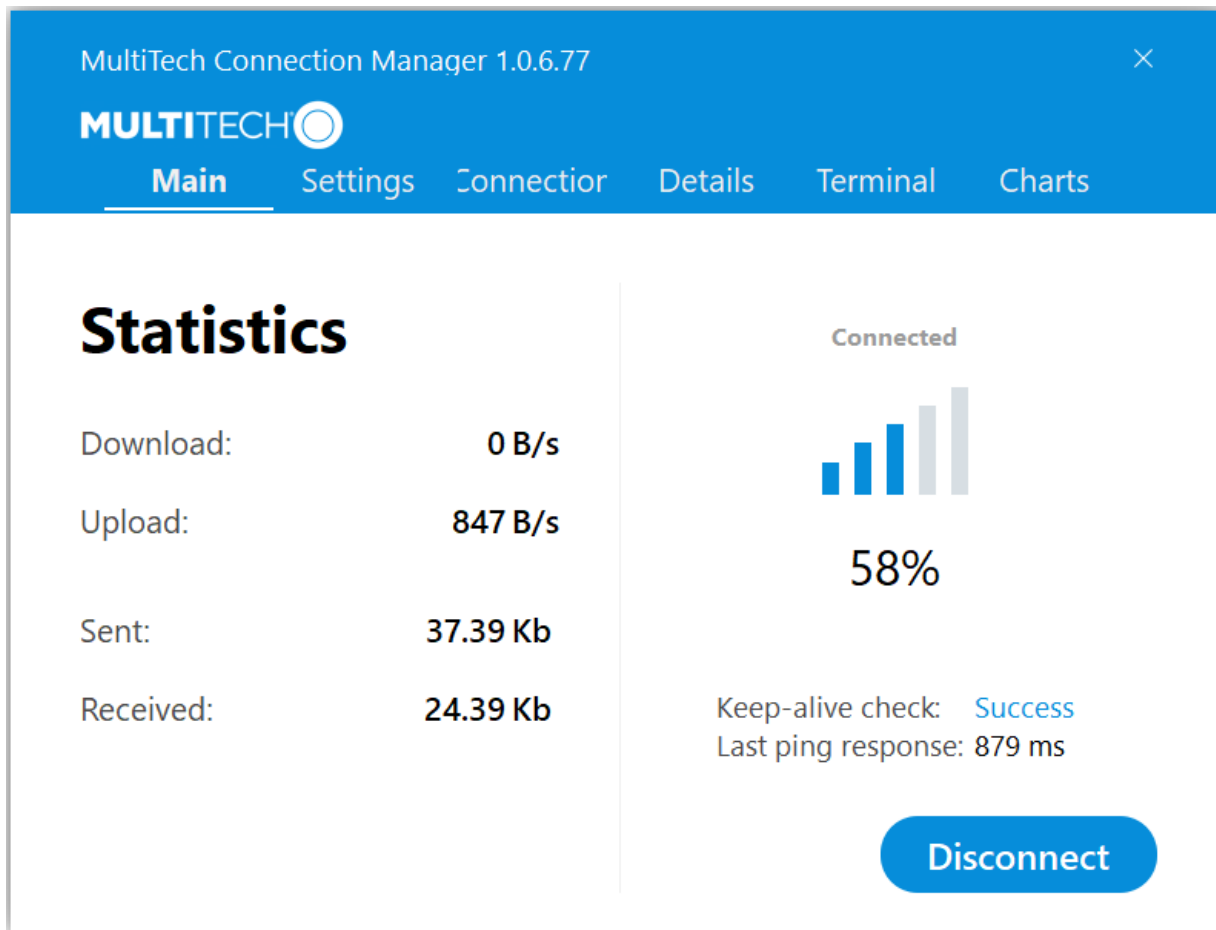 MultiTech Connection Manager 1.0.6.77
MULTITECH
Main Settings Connection Details Terminal Charts
Statistics
Connected
Download: 0 B/s
Upload: 847 B/s
58%
Sent: 37.39 Kb
Received: 24.39 Kb
Keep-alive check: Success
Last ping response: 879 ms
Disconnect